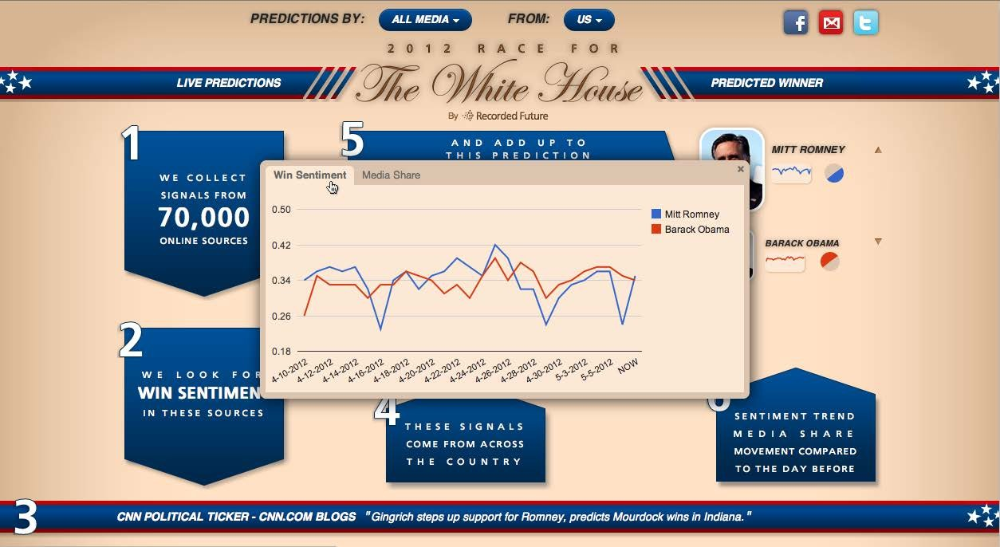 PREDICTIONS BY: ALL MEDIA FROM: US
2012 RACE FOR
The White House
By Recorded Future
LIVE PREDICTIONS
PREDICTED WINNER
1
WE COLLECT
SIGNALS FROM
70,000
ONLINE SOURCES
5
AND ADD UP TO
THIS PREDICTION
MITT ROMNEY
BARACK OBAMA
Win Sentiment Media Share
0.50
0.42
0.34
0.26
0.18
4-10-2012 4-12-2012 4-14-2012 4-16-2012 4-18-2012 4-20-2012 4-22-2012 4-24-2012 4-26-2012 4-28-2012 4-30-2012 5-3-2012 5-5-2012 NOW
Mitt Romney
Barack Obama
2
WE LOOK FOR
WIN SENTIMEN
IN THESE SOURCES
4
THESE SIGNALS
COME FROM ACROSS
THE COUNTRY
6
SENTIMENT TREND
MEDIA SHARE
MOVEMENT COMPARED
TO THE DAY BEFORE
3
CNN POLITICAL TICKER - CNN.COM BLOGS "Gingrich steps up support for Romney, predicts Mourdock wins in Indiana."